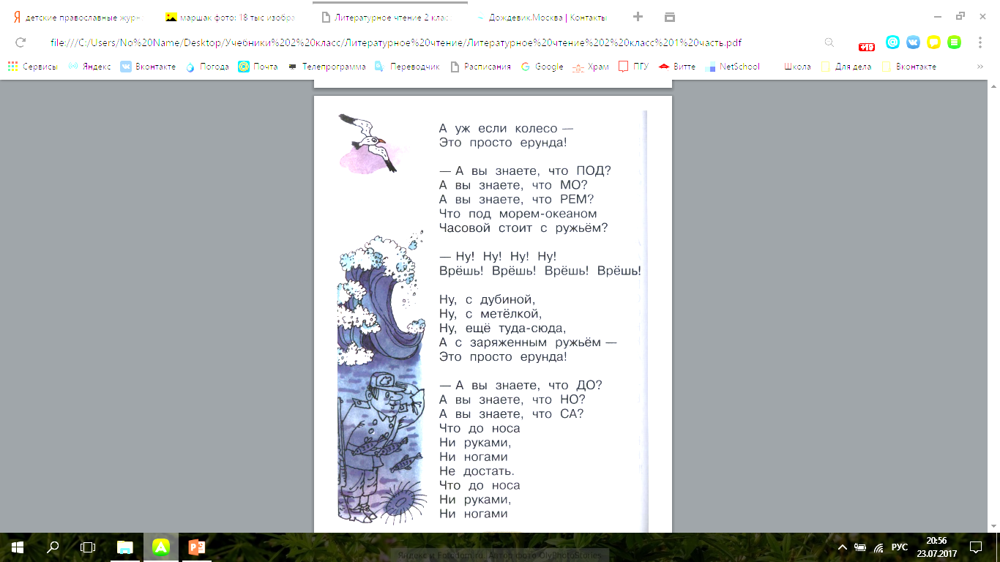 детские православные журн
маршак фото: 18 тыс изобра
Литературное чтение 2 клас
Дождевик.Москва | Контакты
file:///C:/Users/No%20Name/Desktop/Учебники%202%20класс/Литературное%20чтение/Литературное%20чтение%202%20класс%201%20часть.pdf
+19
Сервисы Яндекс Вконтакте Погода Почта Телепрограмма Переводчик Расписания Google Храм ПГУ Витте NetSchool Школа Для дела Вконтакте »
А уж если колесо —
Это просто ерунда!
— А вы знаете, что ПОД?
А вы знаете, что МО?
А вы знаете, что РЕМ?
Что под морем-океаном
Часовой стоит с ружьём?
— Ну! Ну! Ну! Ну!
Врёшь! Врёшь! Врёшь! Врёшь!
Ну, с дубиной,
Ну, с метёлкой,
Ну, ещё туда-сюда,
А с заряженным ружьём —
Это просто ерунда!
— А вы знаете, что ДО?
А вы знаете, что НО?
А вы знаете, что СА?
Что до носа
Ни руками,
Ни ногами
Не достать.
Что до носа
Ни руками,
Ни ногами
РУС
20:56
23.07.2017